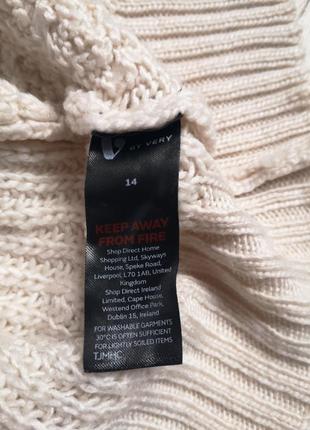 V
BY VERY
14
KEEP AWAY
FROM FIRE
Shop Direct Home
Shopping Ltd, Skyways
House, Speke Road,
Liverpool, L70 1AB, United
Kingdom
Shop Direct Ireland
Limited, Cape House,
Westend Office Park,
Dublin 15, Ireland
FOR WASHABLE GARMENTS
30°C IS OFTEN SUFFICIENT
FOR LIGHTLY SOILED ITEMS
TJMHC